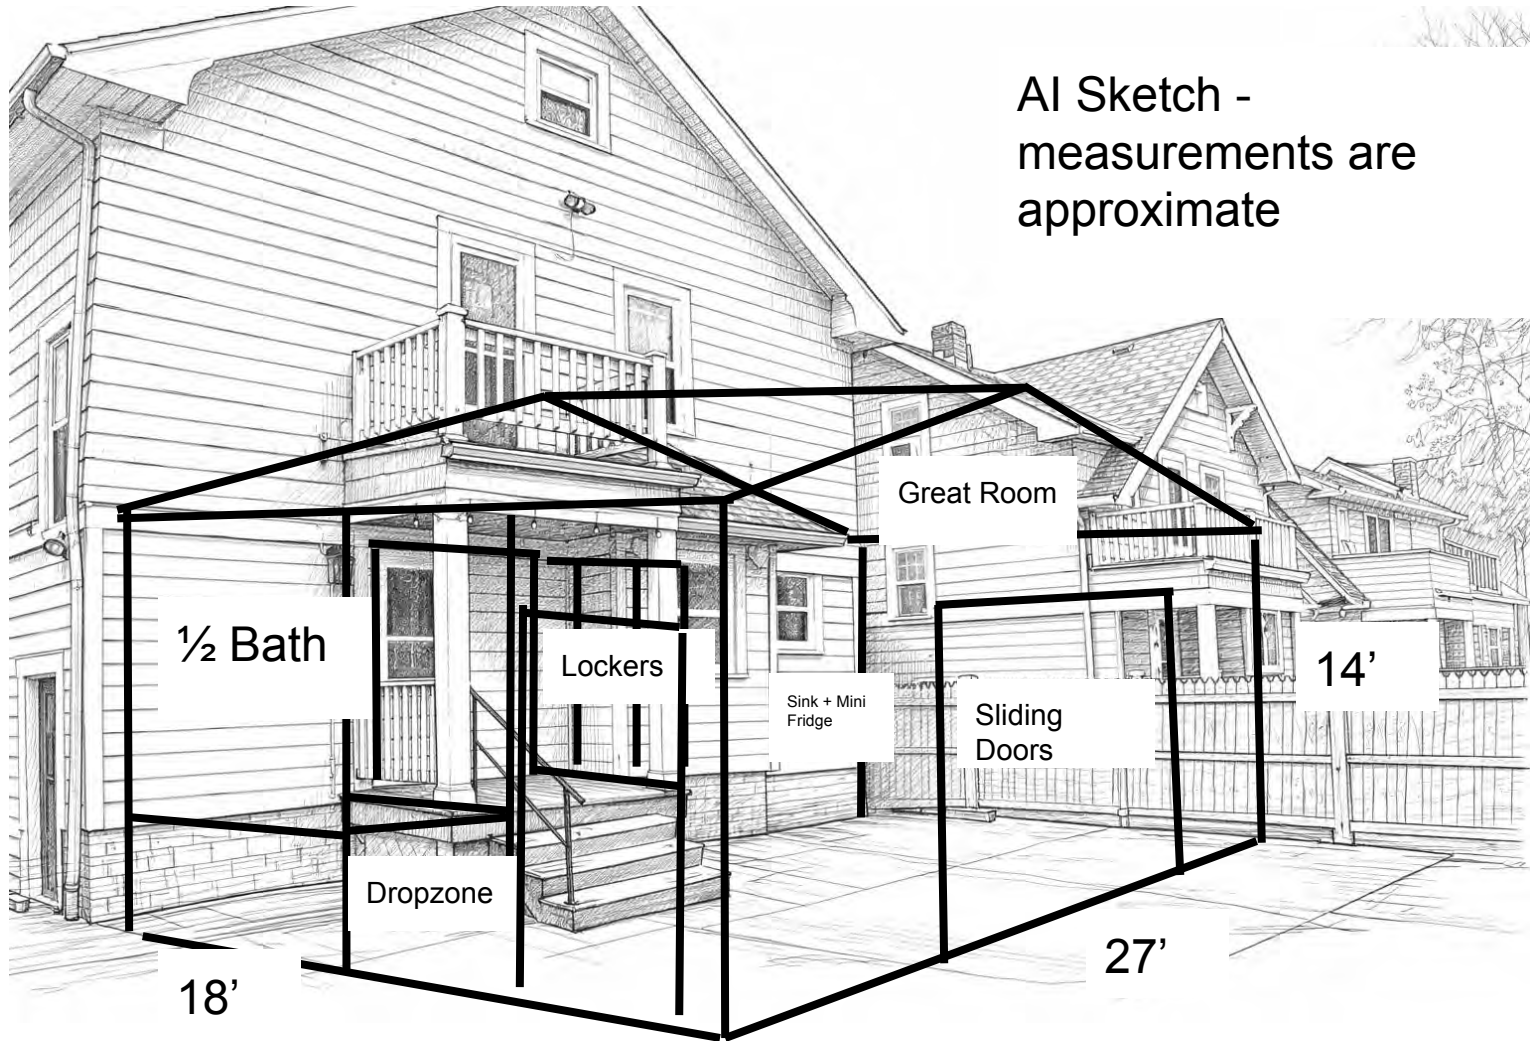 AI Sketch -
measurements are
approximate
Great Room
½ Bath
Lockers
14’
Sink + Mini
Fridge
Sliding
Doors
Dropzone
27’
18’